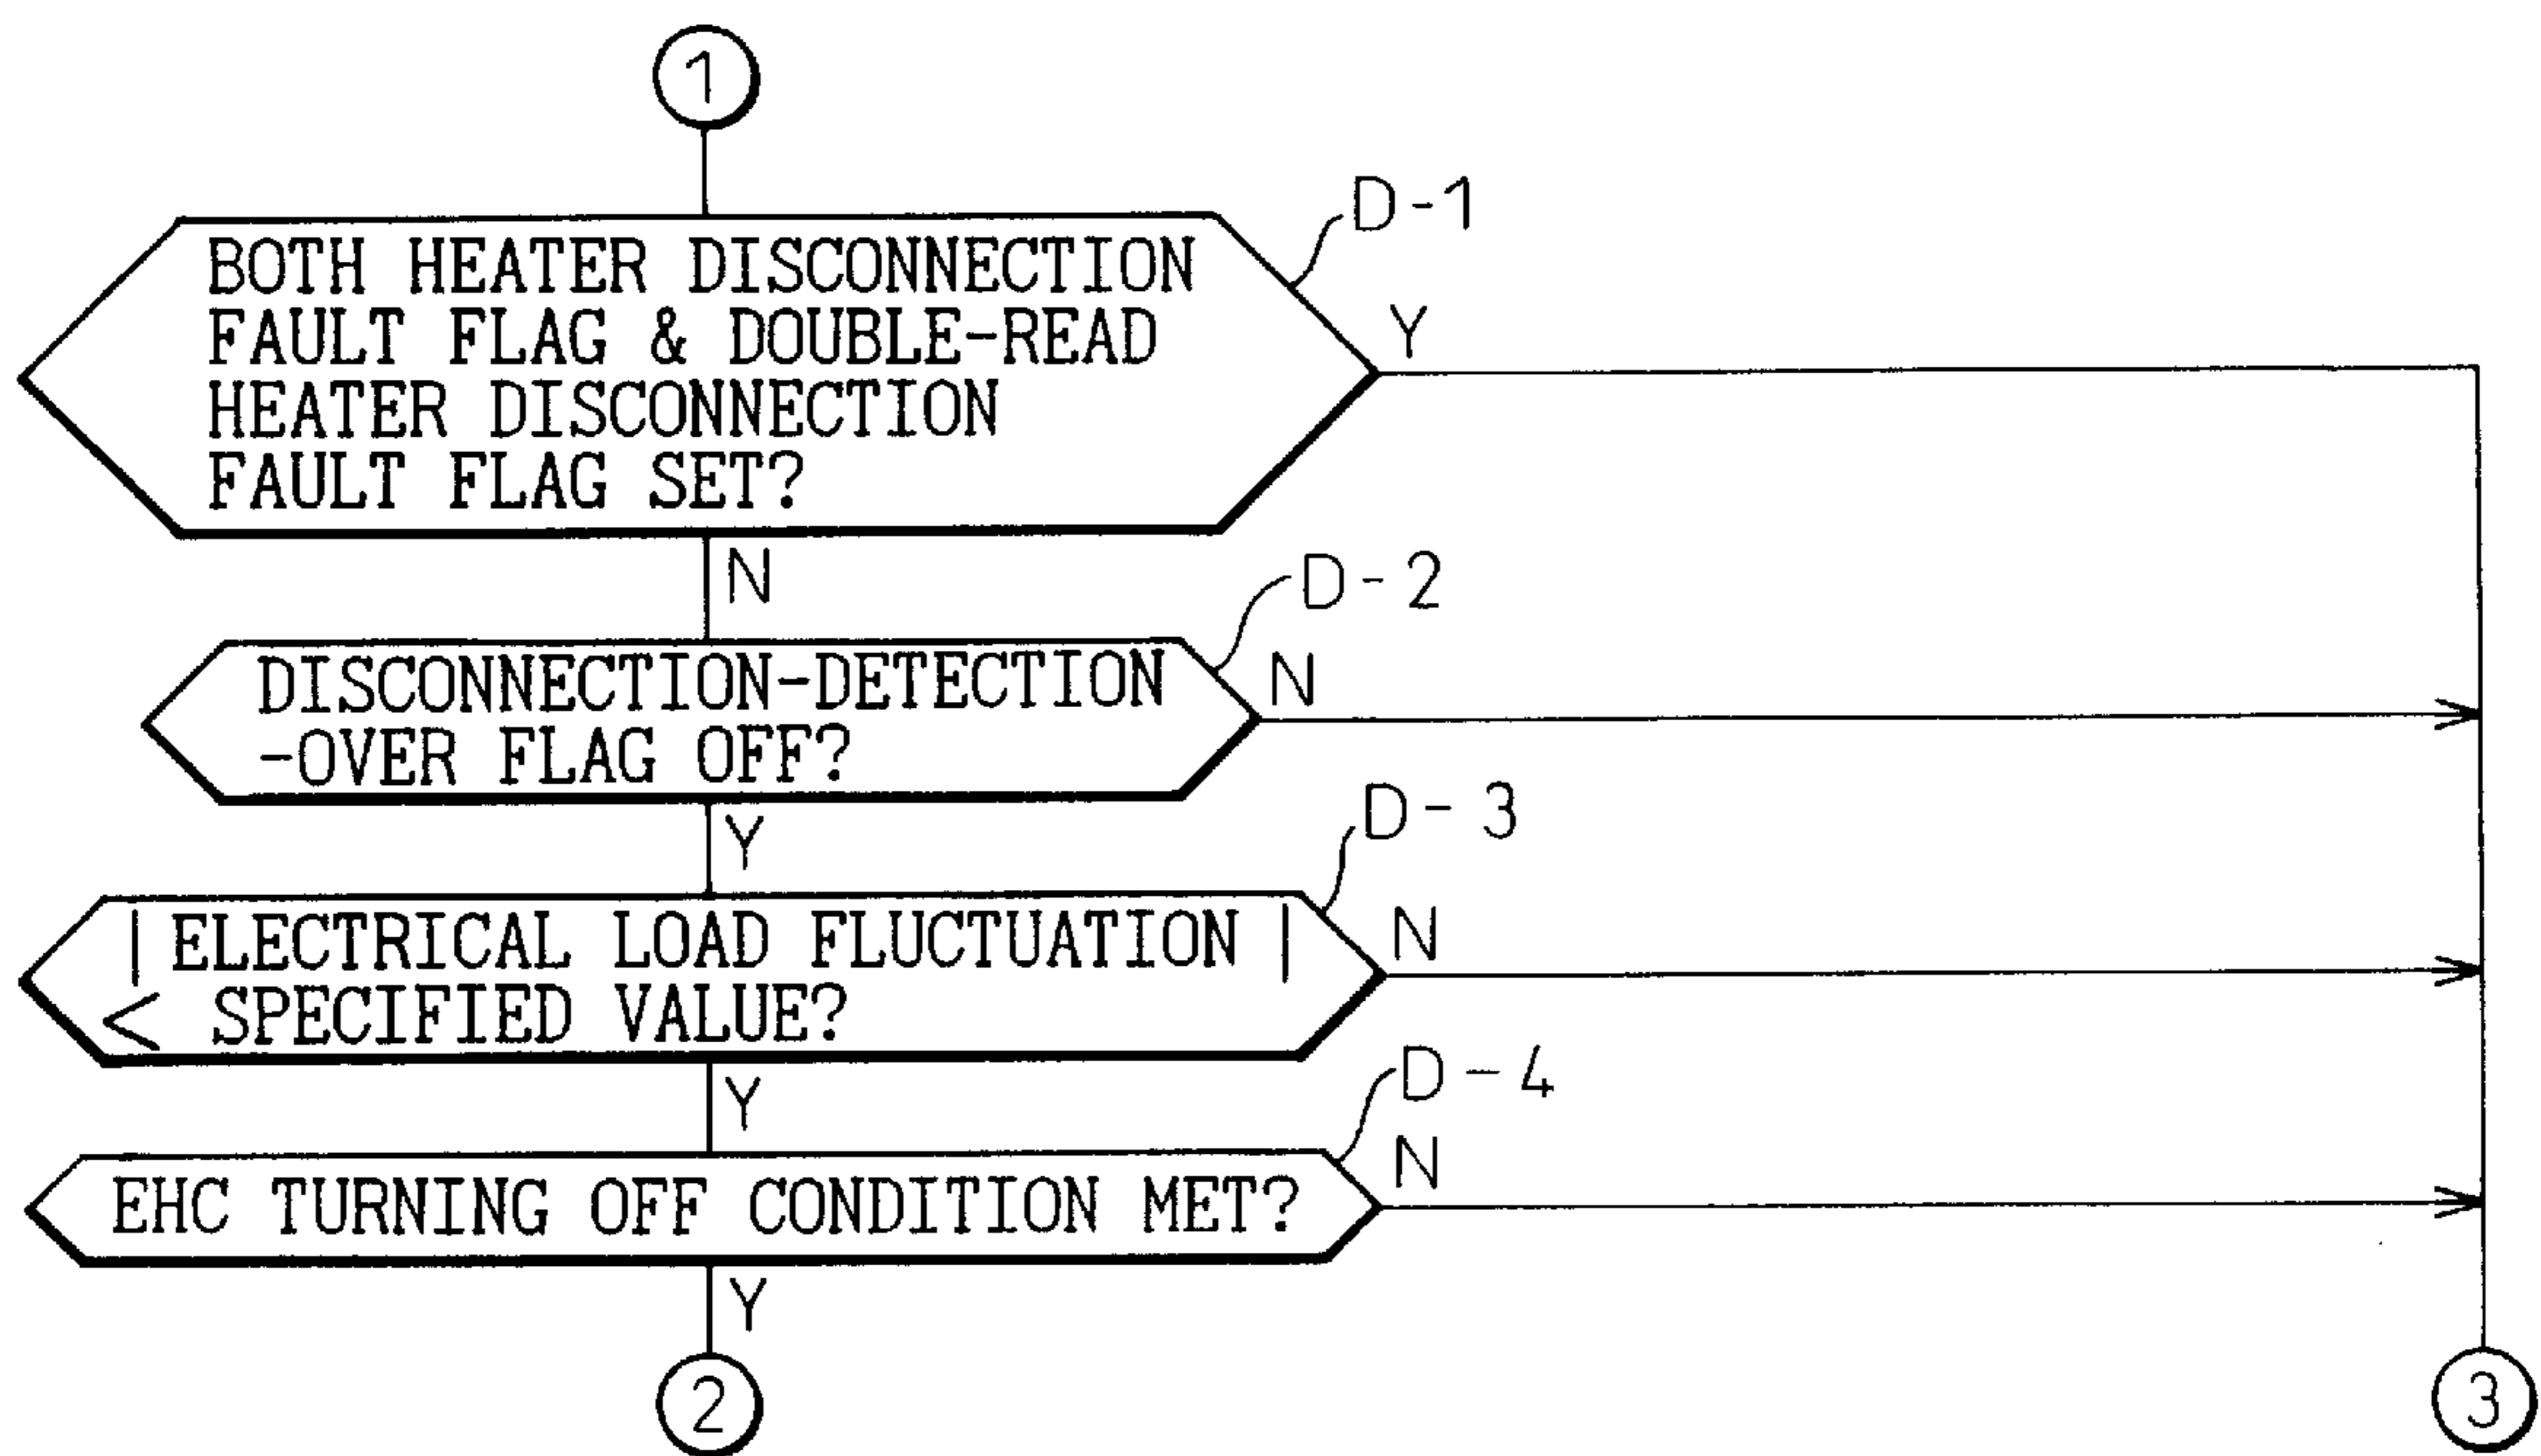 1
D-1
BOTH HEATER DISCONNECTION
FAULT FLAG & DOUBLE-READ
HEATER DISCONNECTION
FAULT FLAG SET?
Y
N
D-2
DISCONNECTION-DETECTION
-OVER FLAG OFF?
N
Y
D-3
| ELECTRICAL LOAD FLUCTUATION |
< SPECIFIED VALUE?
N
Y
D-4
EHC TURNING OFF CONDITION MET?
N
Y
2
3